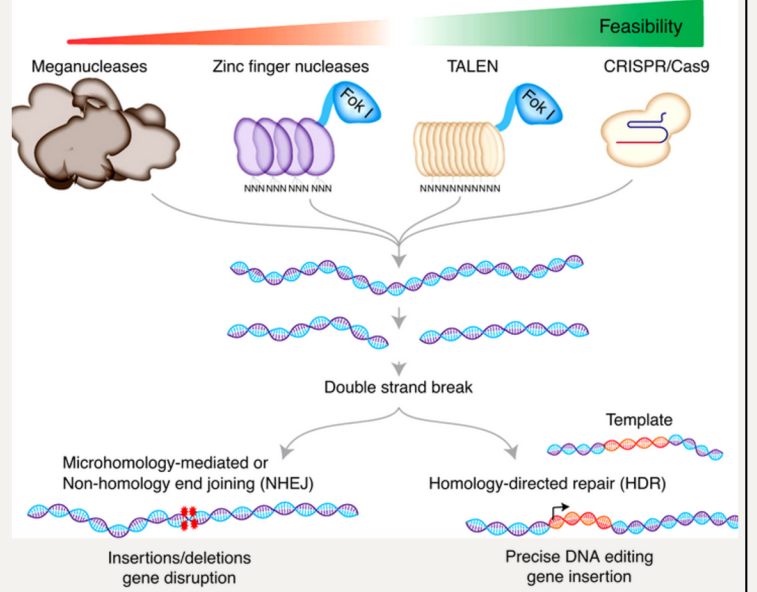 Feasibility
Meganucleases
Zinc finger nucleases
TALEN
CRISPR/Cas9
Fok I
Fok I
NNN NNN NNN NNN
NNNNNNNNNNN
Double strand break
Template
Microhomology-mediated or
Non-homology end joining (NHEJ)
Homology-directed repair (HDR)
Insertions/deletions
gene disruption
Precise DNA editing
gene insertion